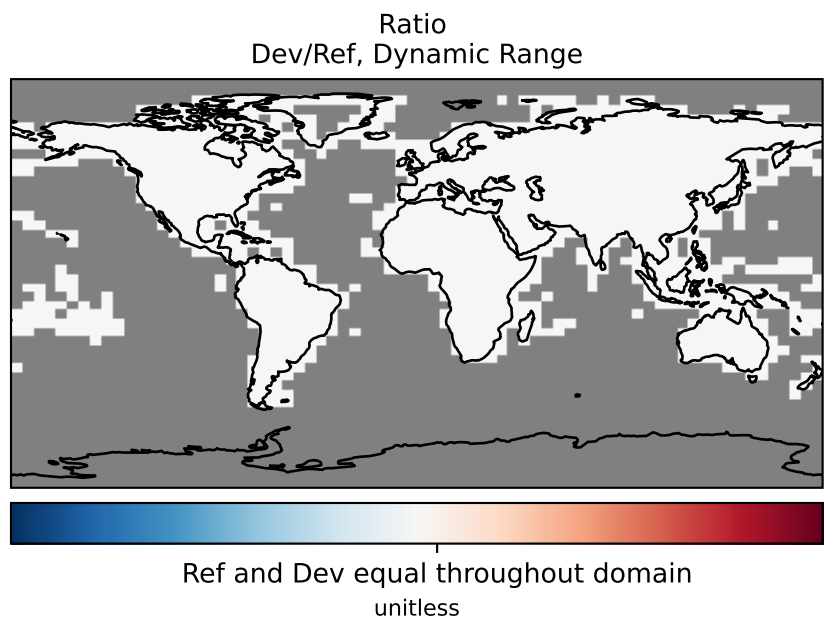 Ratio
Dev/Ref, Dynamic Range
Ref and Dev equal throughout domain
unitless